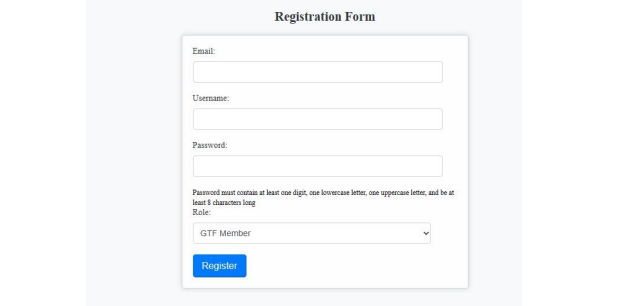 Registration Form
Email:
Username:
Password:
Password must contain at least one digit, one lowercase letter, one uppercase letter, and be at
least 8 characters long
Role:
GTF Member
Register